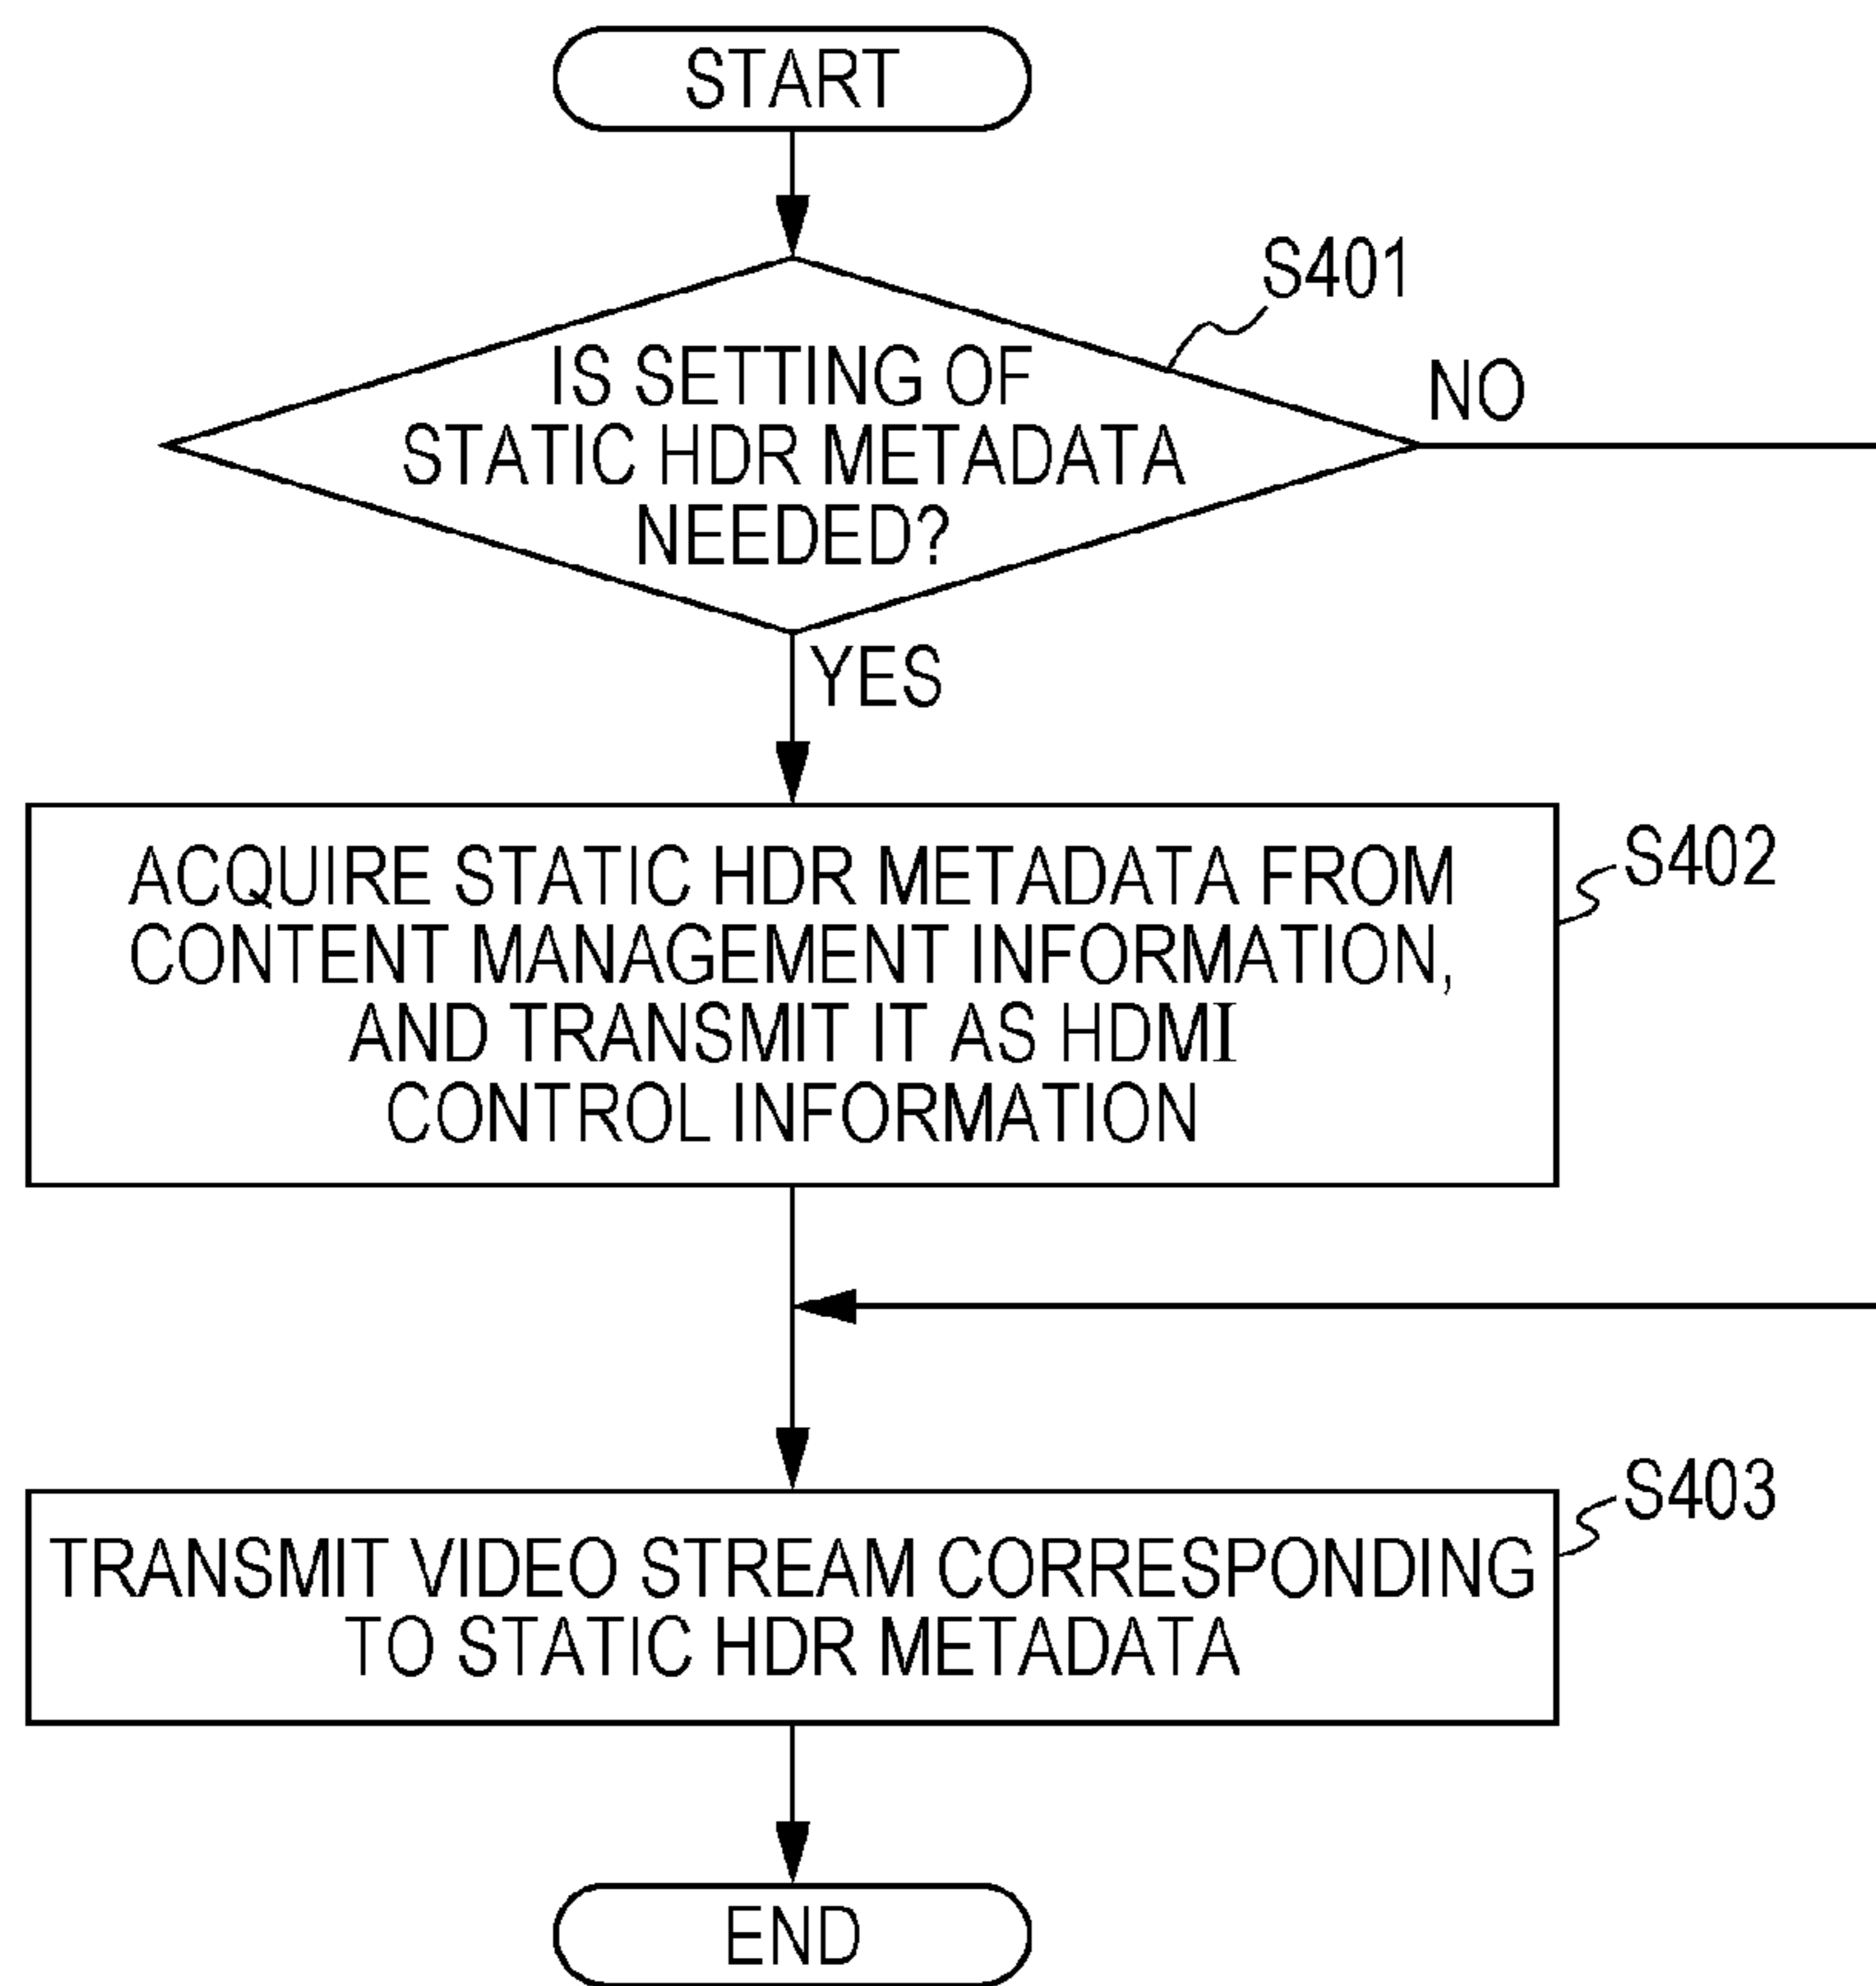 START
S401
IS SETTING OF
STATIC HDR METADATA
NEEDED?
NO
YES
S402
ACQUIRE STATIC HDR METADATA FROM
CONTENT MANAGEMENT INFORMATION,
AND TRANSMIT IT AS HDMI
CONTROL INFORMATION
S403
TRANSMIT VIDEO STREAM CORRESPONDING
TO STATIC HDR METADATA
END